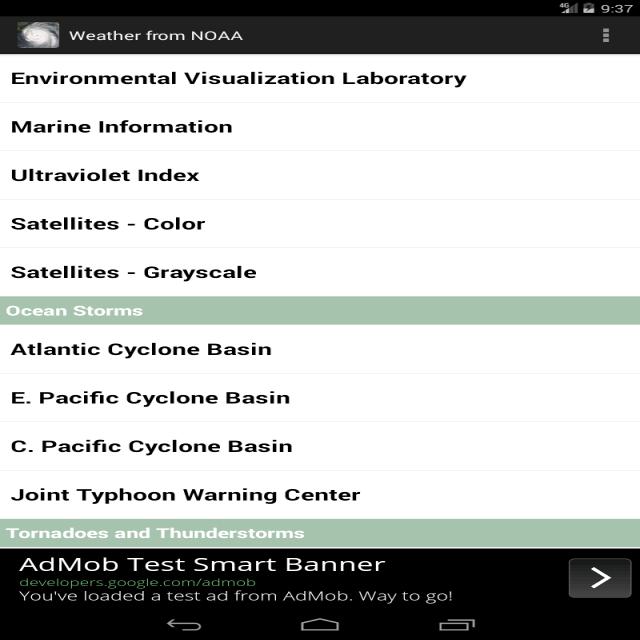 4G 9:37
Weather from NOAA
Environmental Visualization Laboratory
Marine Information
Ultraviolet Index
Satellites - Color
Satellites - Grayscale
Ocean Storms
Atlantic Cyclone Basin
E. Pacific Cyclone Basin
C. Pacific Cyclone Basin
Joint Typhoon Warning Center
Tornadoes and Thunderstorms
AdMob Test Smart Banner
developers.google.com/admob
You've loaded a test ad from AdMob. Way to go!